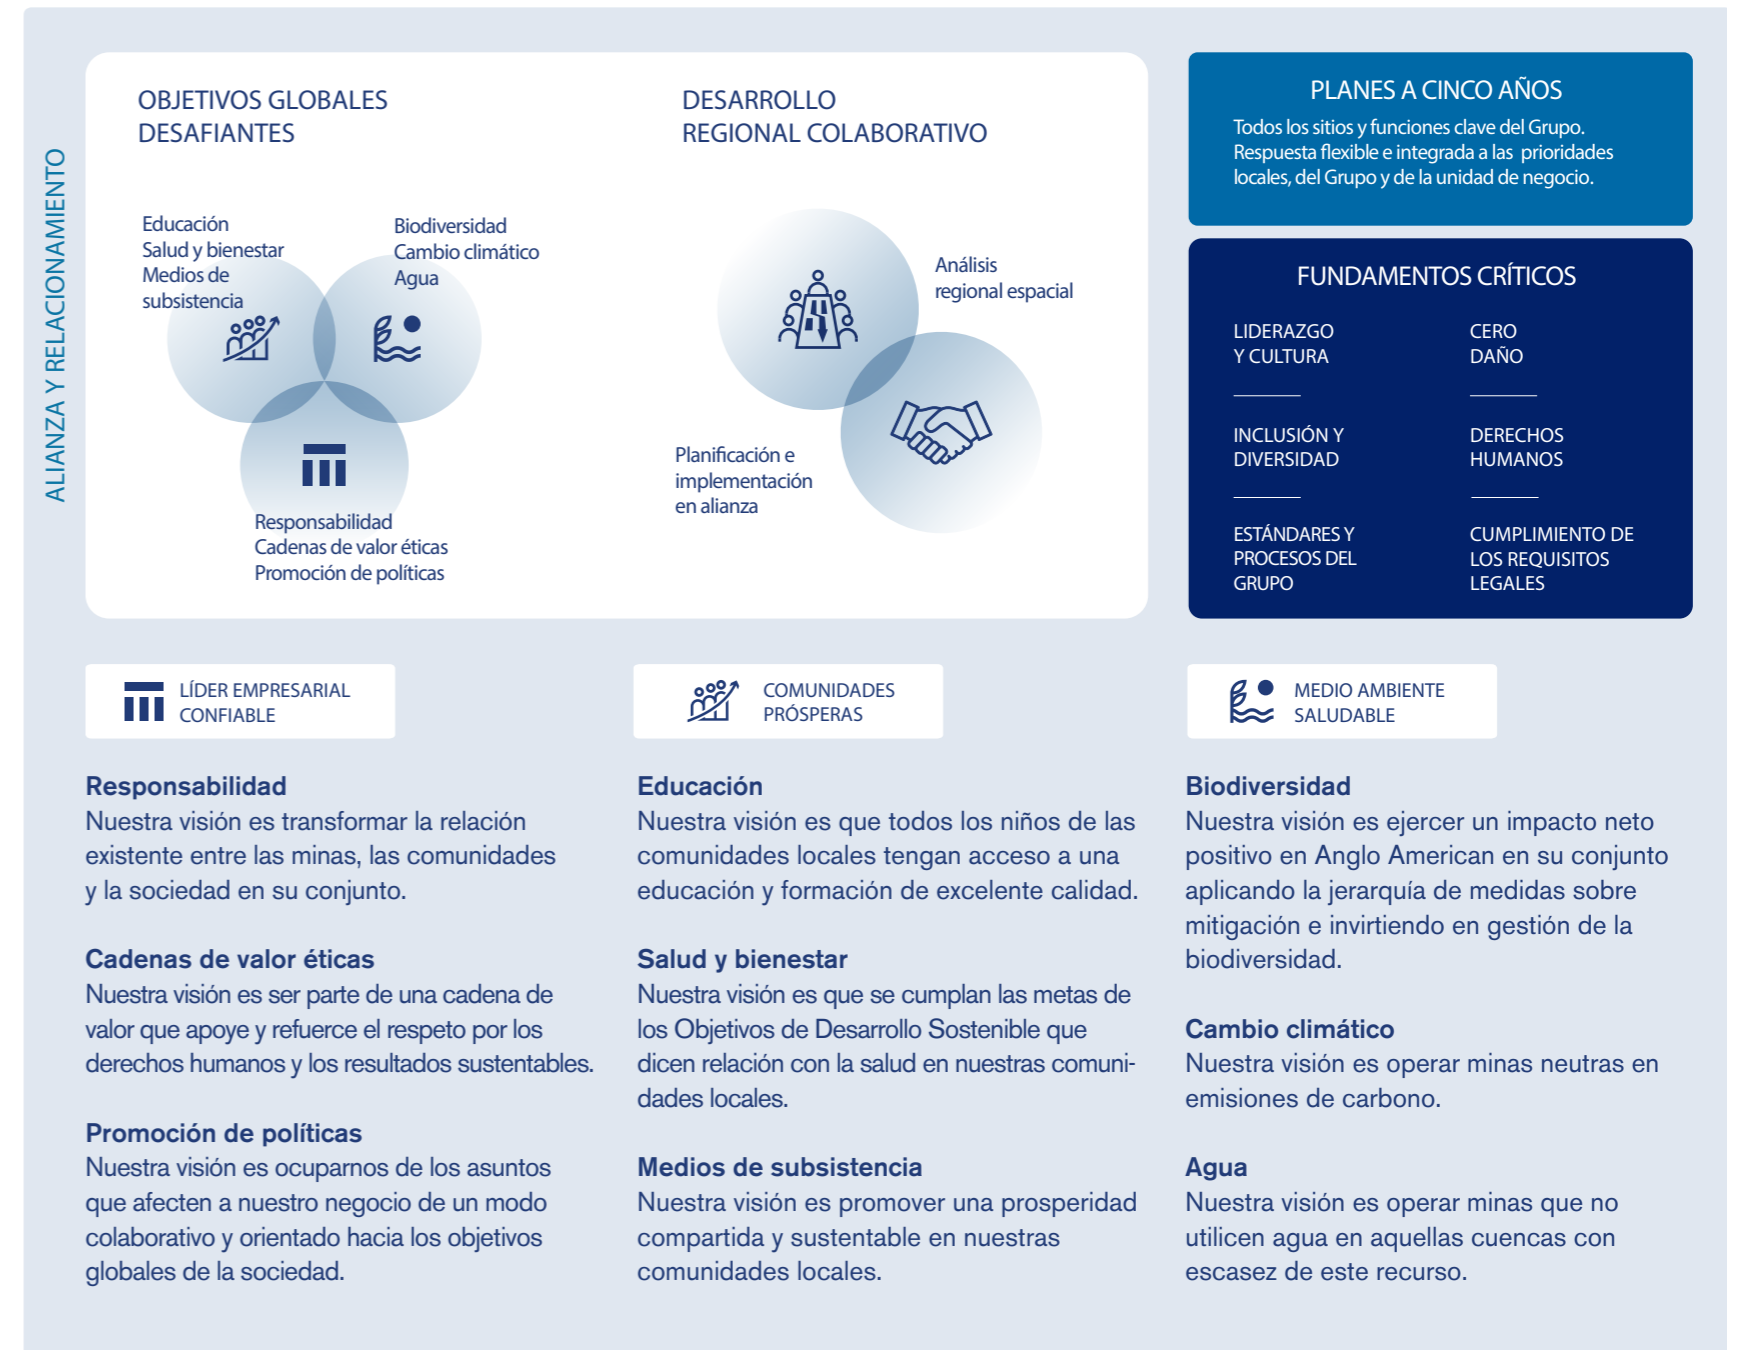 ALIANZA Y RELACIONAMIENTO
OBJETIVOS GLOBALES
DESAFIANTES
Educación
Salud y bienestar
Medios de
subsistencia
Biodiversidad
Cambio climático
Agua
Responsabilidad
Cadenas de valor éticas
Promoción de políticas
DESARROLLO
REGIONAL COLABORATIVO
Análisis
regional espacial
Planificación e
implementación
en alianza
PLANES A CINCO AÑOS
Todos los sitios y funciones clave del Grupo.
Respuesta flexible e integrada a las prioridades
locales, del Grupo y de la unidad de negocio.
FUNDAMENTOS CRÍTICOS
LIDERAZGO
Y CULTURA
CERO
DAÑO
INCLUSIÓN Y
DIVERSIDAD
DERECHOS
HUMANOS
ESTÁNDARES Y
PROCESOS DEL
GRUPO
CUMPLIMIENTO DE
LOS REQUISITOS
LEGALES
LÍDER EMPRESARIAL
CONFIABLE
Responsabilidad
Nuestra visión es transformar la relación
existente entre las minas, las comunidades
y la sociedad en su conjunto.
Cadenas de valor éticas
Nuestra visión es ser parte de una cadena de
valor que apoye y refuerce el respeto por los
derechos humanos y los resultados sustentables.
Promoción de políticas
Nuestra visión es ocuparnos de los asuntos
que afecten a nuestro negocio de un modo
colaborativo y orientado hacia los objetivos
globales de la sociedad.
COMUNIDADES
PRÓSPERAS
Educación
Nuestra visión es que todos los niños de las
comunidades locales tengan acceso a una
educación y formación de excelente calidad.
Salud y bienestar
Nuestra visión es que se cumplan las metas de
los Objetivos de Desarrollo Sostenible que
dicen relación con la salud en nuestras comuni-
dades locales.
Medios de subsistencia
Nuestra visión es promover una prosperidad
compartida y sustentable en nuestras
comunidades locales.
MEDIO AMBIENTE
SALUDABLE
Biodiversidad
Nuestra visión es ejercer un impacto neto
positivo en Anglo American en su conjunto
aplicando la jerarquía de medidas sobre
mitigación e invirtiendo en gestión de la
biodiversidad.
Cambio climático
Nuestra visión es operar minas neutras en
emisiones de carbono.
Agua
Nuestra visión es operar minas que no
utilicen agua en aquellas cuencas con
escasez de este recurso.